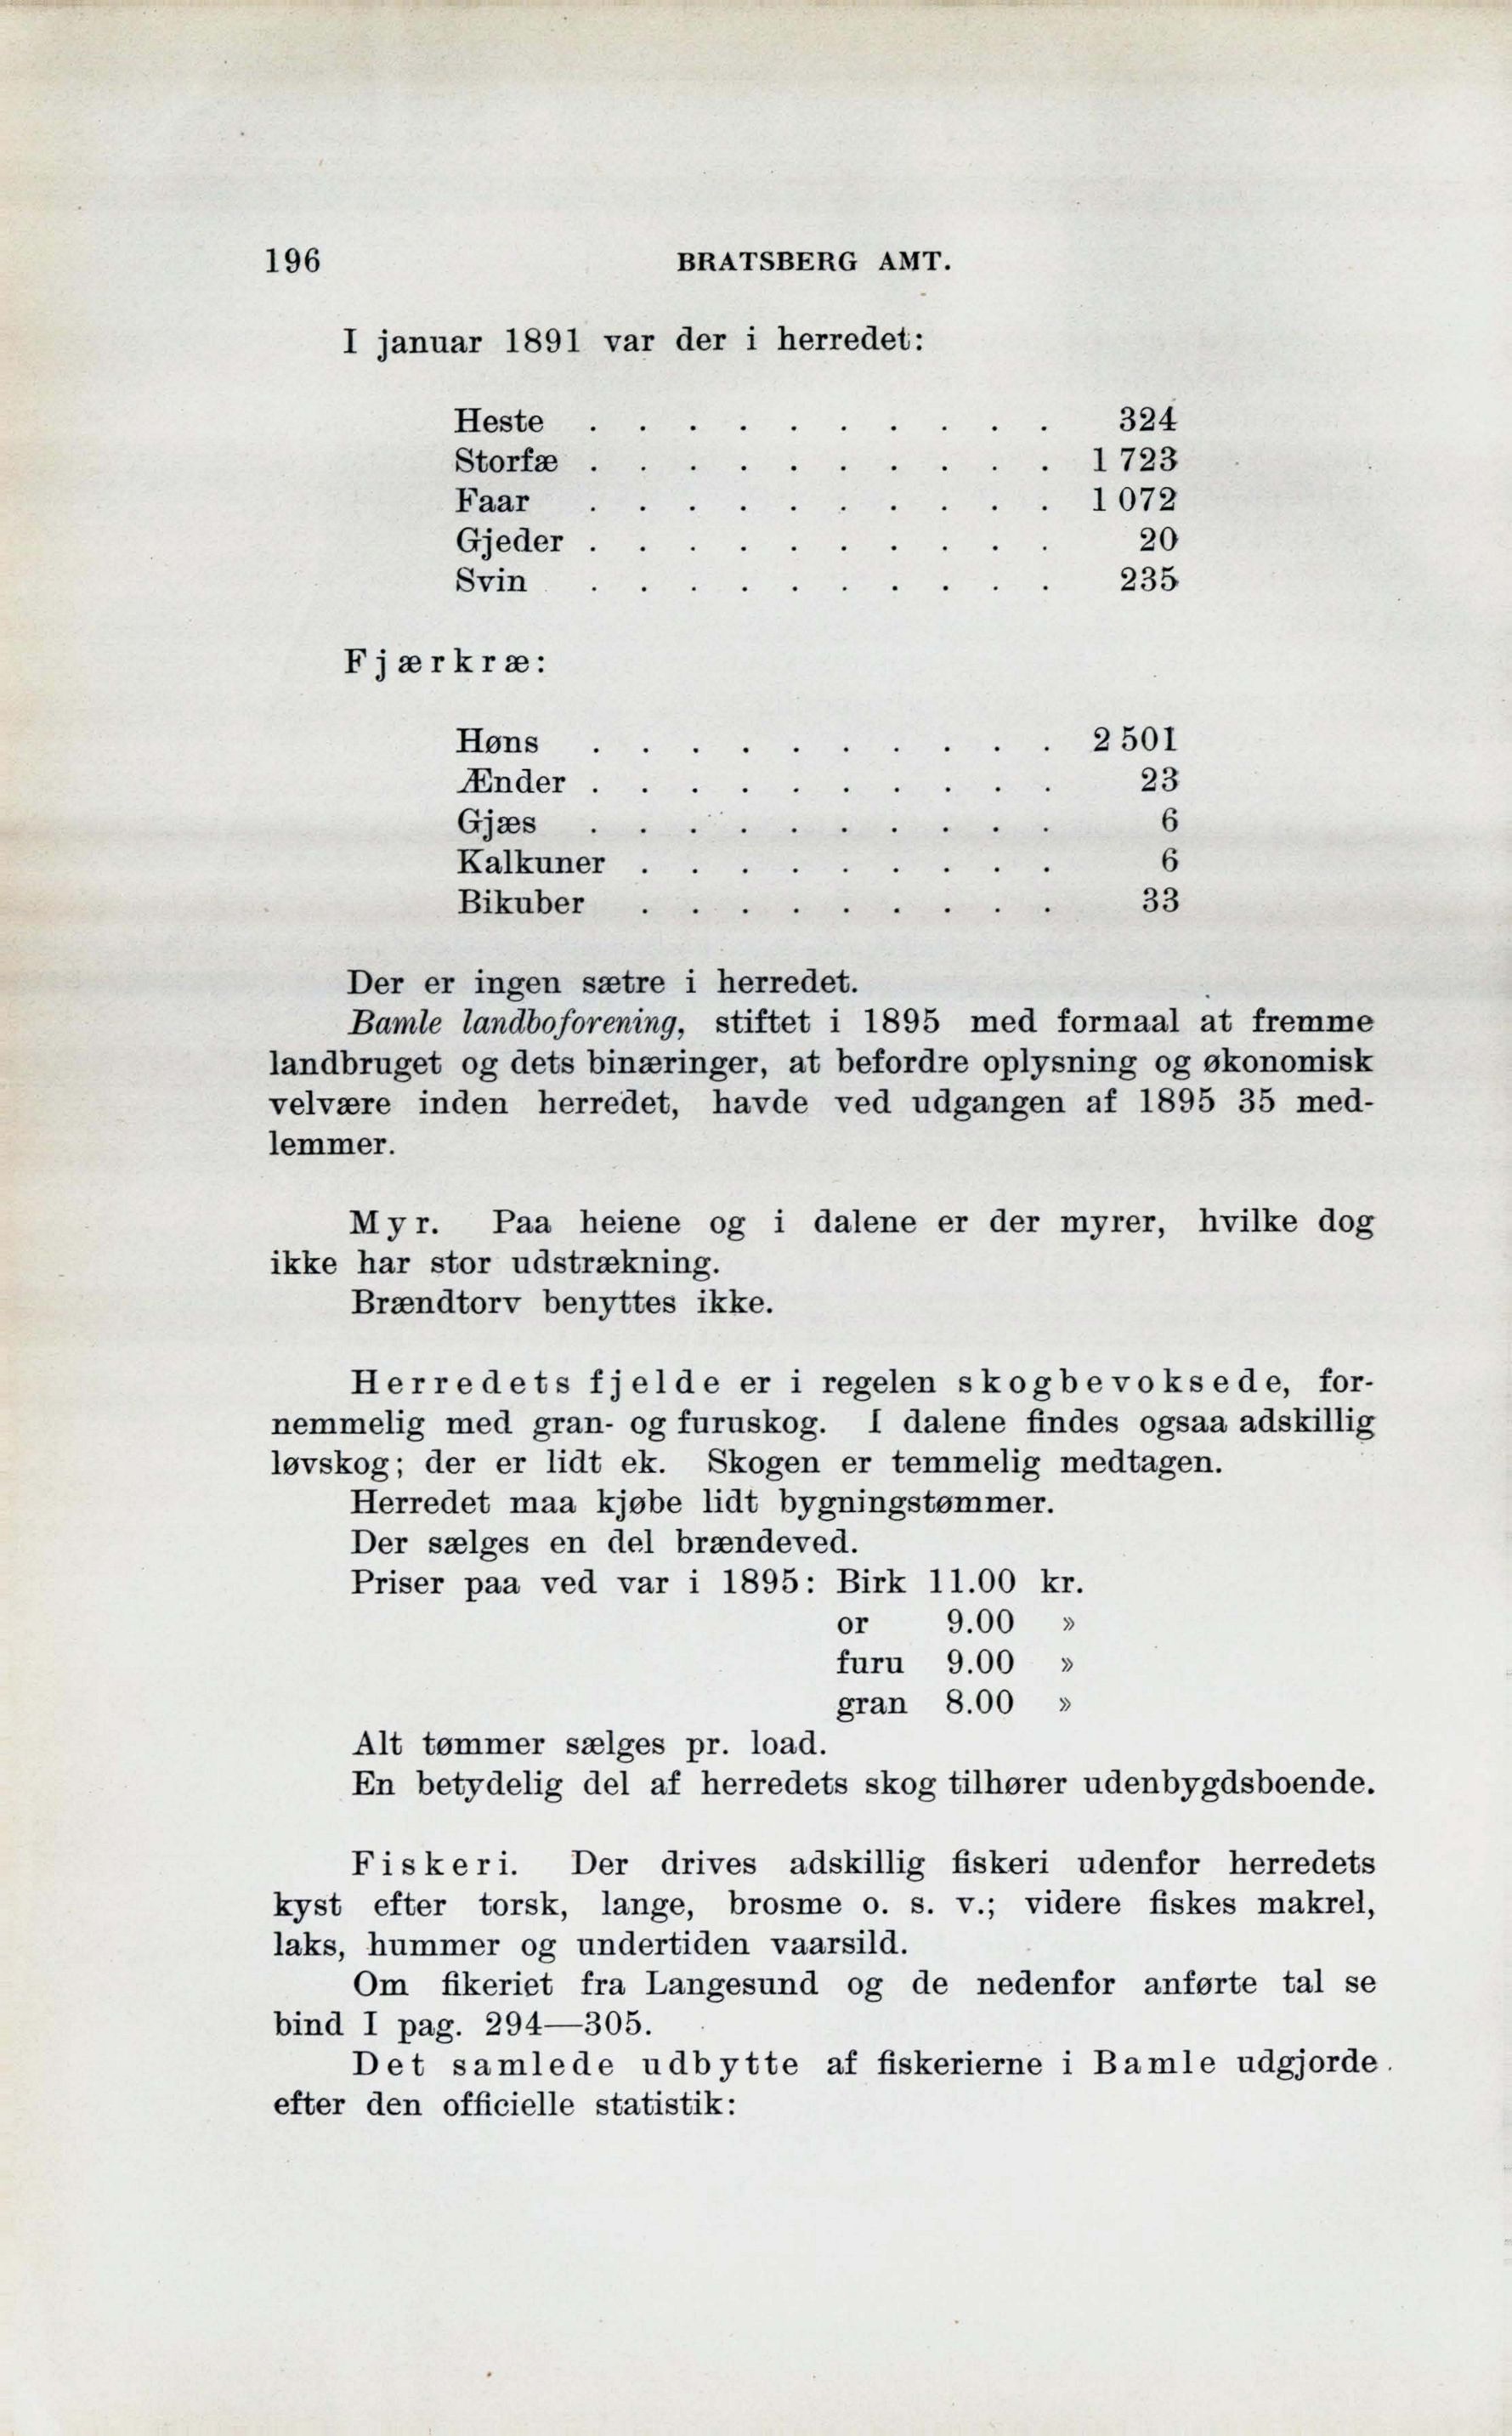 196 BRATSBERG AMT.
I januar 1891 var der i herredet:
Heste . . . . . . . . . . 324
Storfæ . . . . . . . . . . 1 723
Faar . . . . . . . . . . 1 072
Gjeder . . . . . . . . . . 20
Svin . . . . . . . . . . 235
Fjærkræ:
Høns . . . . . . . . . . 2 501
Ænder . . . . . . . . . . 23
Gjæs . . . . . . . . . . 6
Kalkuner . . . . . . . . . 6
Bikuber . . . . . . . . . 33
Der er ingen sætre i herredet.
Bamle landboforening, stiftet i 1895 med formaal at fremme
landbruget og dets binæringer, at befordre oplysning og økonomisk
velvære inden herredet, havde ved udgangen af 1895 35 med-
lemmer.
Myr. Paa heiene og i dalene er der myrer, hvilke dog
ikke har stor udstrækning.
Brændtorv benyttes ikke.
Herredets fjelde er i regelen skogbevoksede, for-
nemmelig med gran- og furuskog. I dalene findes ogsaa adskillig
løvskog; der er lidt ek. Skogen er temmelig medtagen.
Herredet maa kjøbe lidt bygningstømmer.
Der sælges en del brændeved.
Priser paa ved var i 1895: Birk 11.00 kr.
or 9.00 »
furu 9.00 »
gran 8.00 »
Alt tømmer sælges pr. load.
En betydelig del af herredets skog tilhører udenbygdsboende.
Fiskeri. Der drives adskillig fiskeri udenfor herredets
kyst efter torsk, lange, brosme o. s. v.; videre fiskes makrel,
laks, hummer og undertiden vaarsild.
Om fikeriet fra Langesund og de nedenfor anførte tal se
bind I pag. 294—305.
Det samlede udbytte af fiskerierne i Bamle udgjorde
efter den officielle statistik: